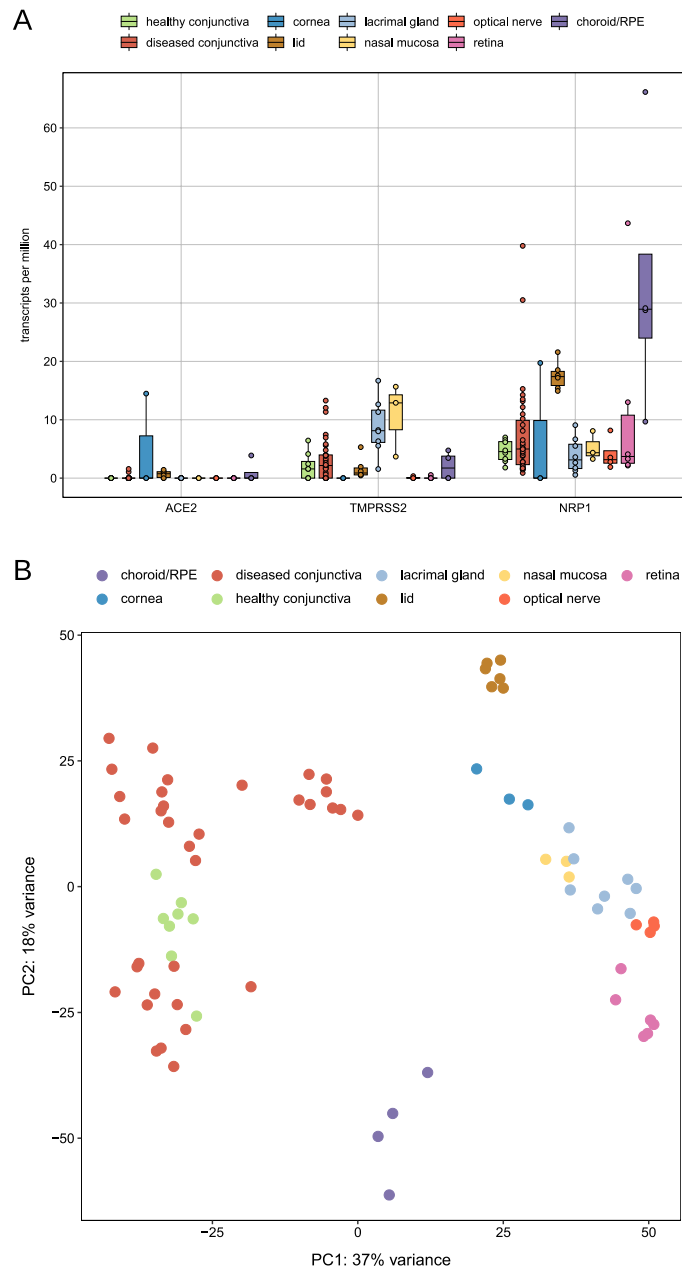 A
healthy conjunctiva cornea lacrimal gland optical nerve choroid/RPE
diseased conjunctiva lid nasal mucosa retina
transcripts per million
60
50
40
30
20
10
0
ACE2 TMPRSS2 NRP1
B
choroid/RPE diseased conjunctiva lacrimal gland nasal mucosa retina
cornea healthy conjunctiva lid optical nerve
PC2: 18% variance
50
25
0
−25
−50
−25 0 25 50
PC1: 37% variance